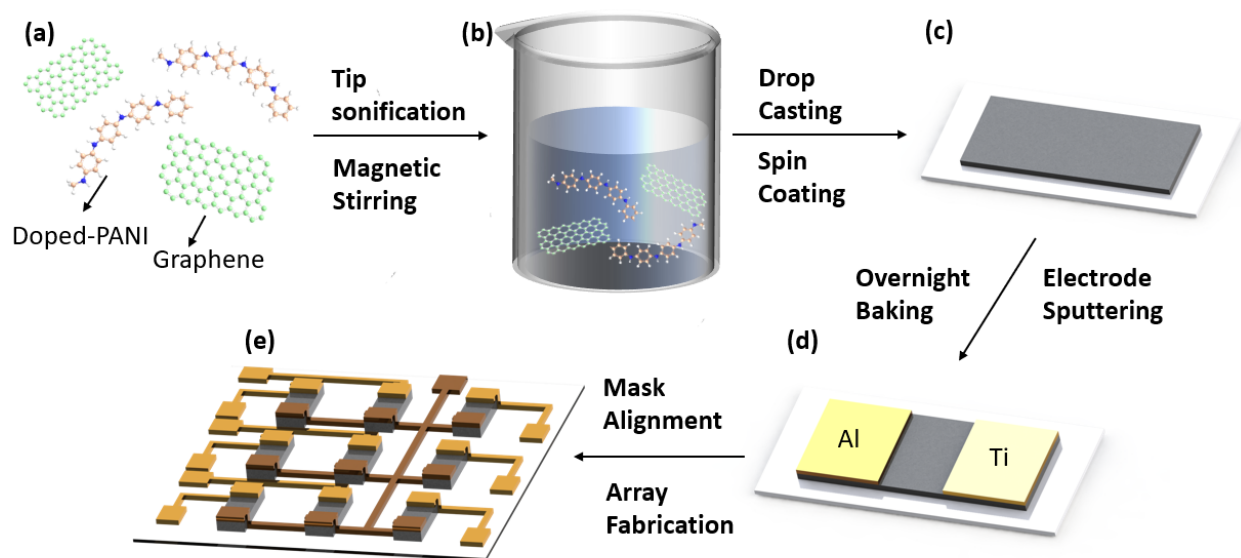 (a)
Doped-PANI
Graphene
Tip
sonification
Magnetic
Stirring
(b)
Drop
Casting
Spin
Coating
(c)
Overnight
Baking
Electrode
Sputtering
(d)
Al
Ti
Mask
Alignment
Array
Fabrication
(e)